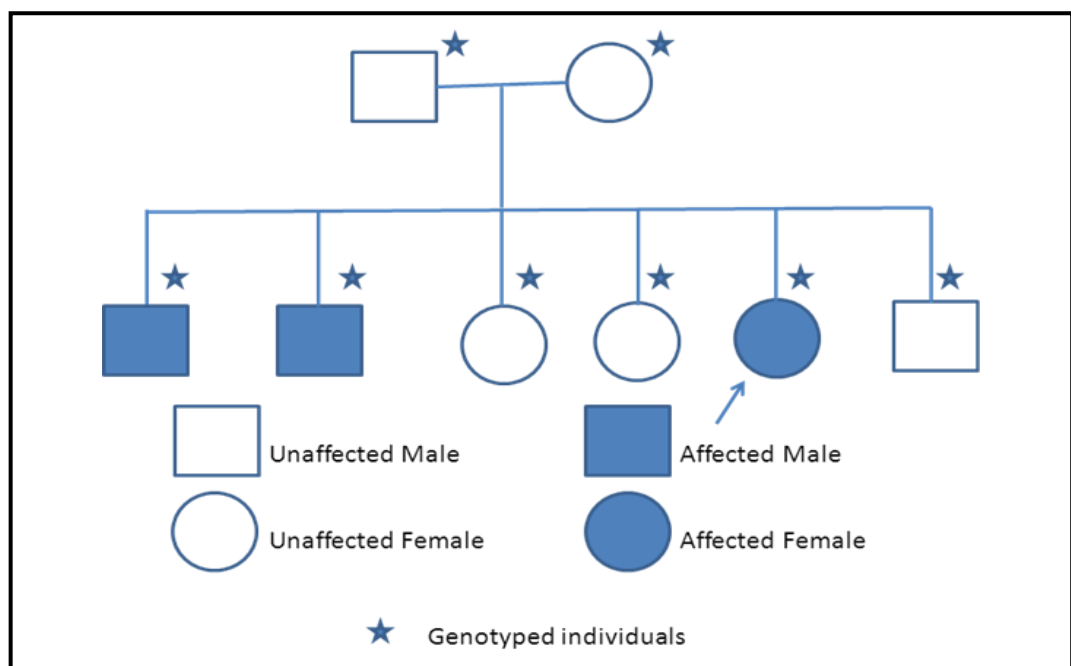 Unaffected Male
Affected Male
Unaffected Female
Affected Female
Genotyped individuals